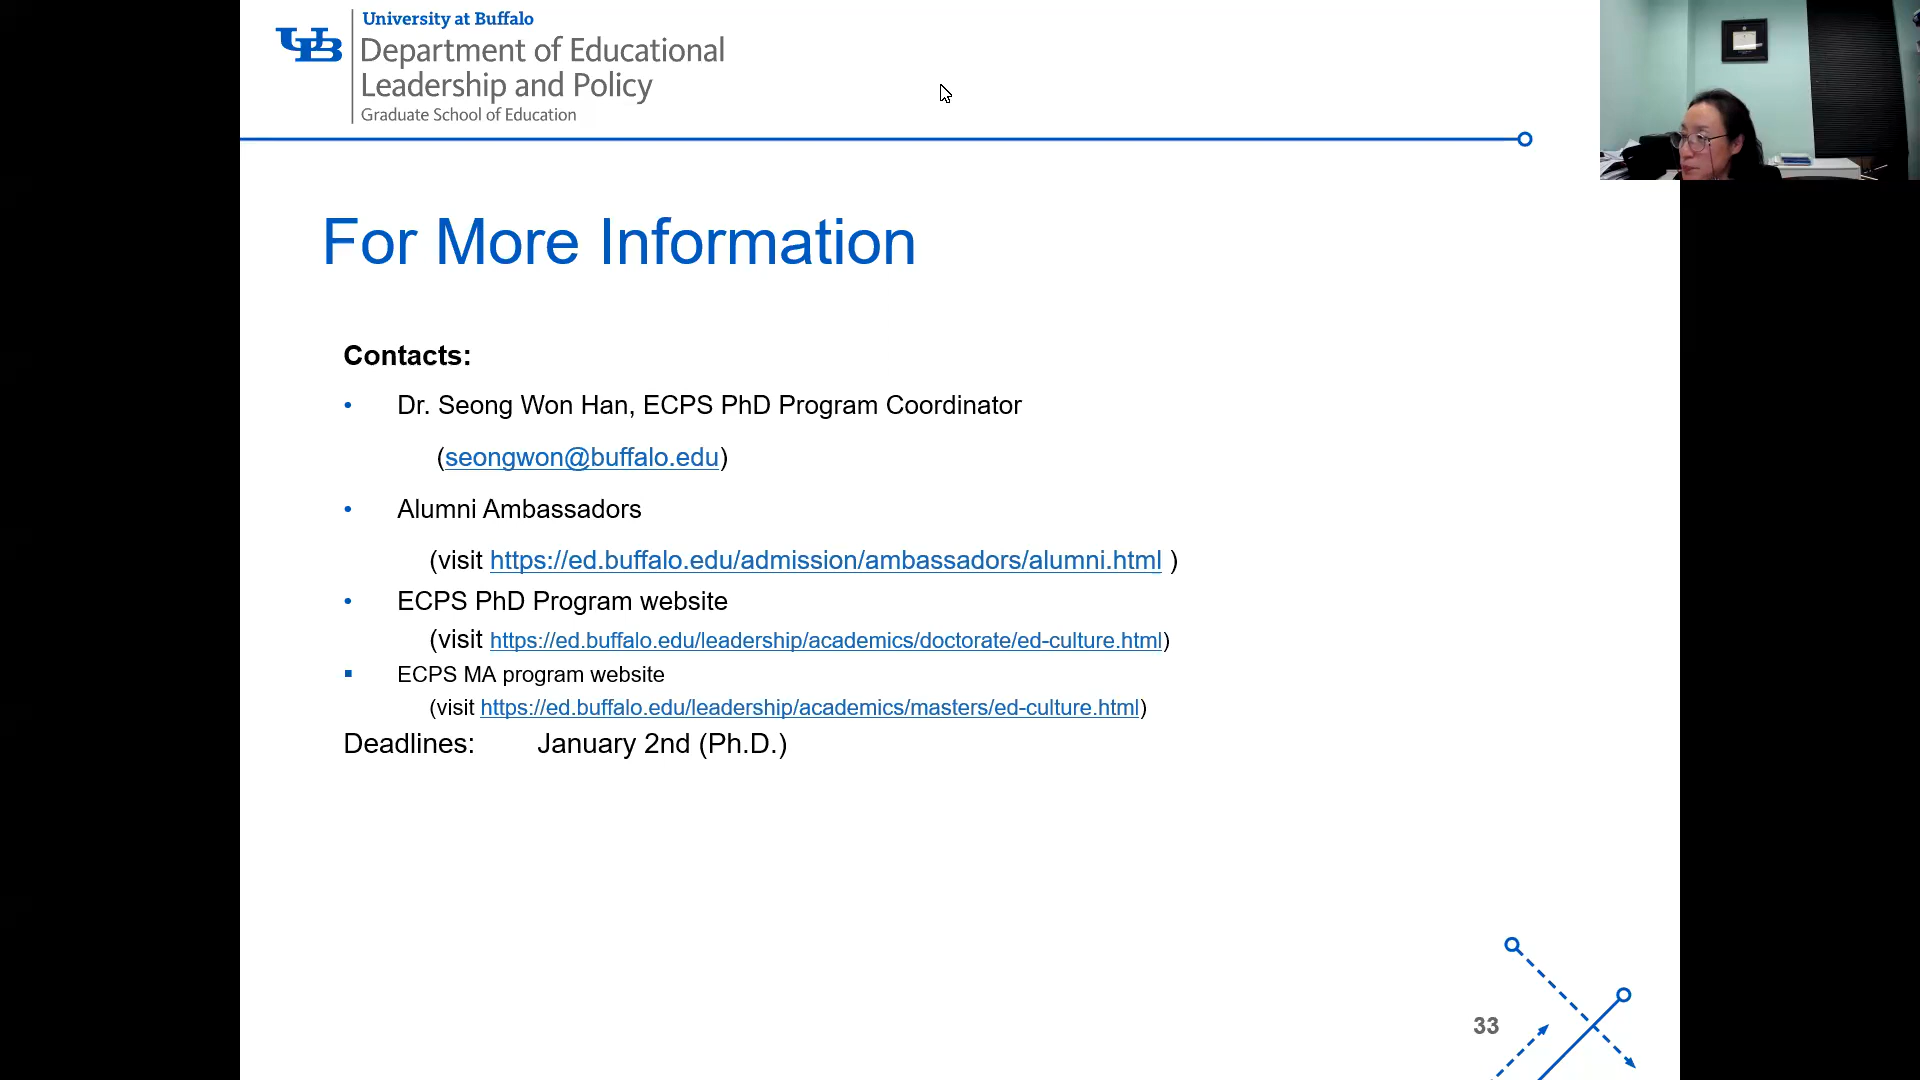 University at Buffalo
UB
Department of Educational
Leadership and Policy
Graduate School of Education
For More Information
Contacts:
• Dr. Seong Won Han, ECPS PhD Program Coordinator
(seongwon@buffalo.edu)
• Alumni Ambassadors
(visit https://ed.buffalo.edu/admission/ambassadors/alumni.html )
• ECPS PhD Program website
(visit https://ed.buffalo.edu/leadership/academics/doctorate/ed-culture.html)
▪ ECPS MA program website
(visit https://ed.buffalo.edu/leadership/academics/masters/ed-culture.html)
Deadlines: January 2nd (Ph.D.)
33